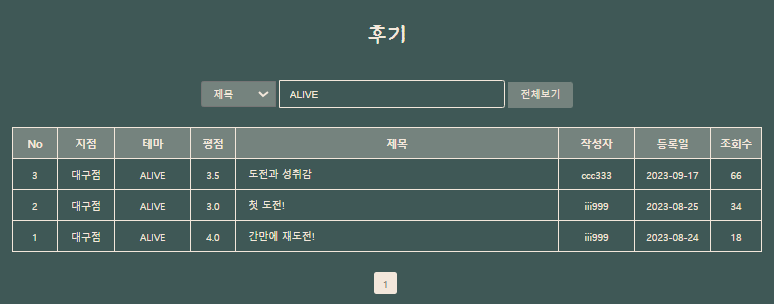 후기
제목 ALIVE 전체보기
No 지점 테마 평점 제목 작성자 등록일 조회수
3 대구점 ALIVE 3.5 도전과 성취감 ccc333 2023-09-17 66
2 대구점 ALIVE 3.0 첫 도전! iii999 2023-08-25 34
1 대구점 ALIVE 4.0 간만에 재도전! iii999 2023-08-24 18
1